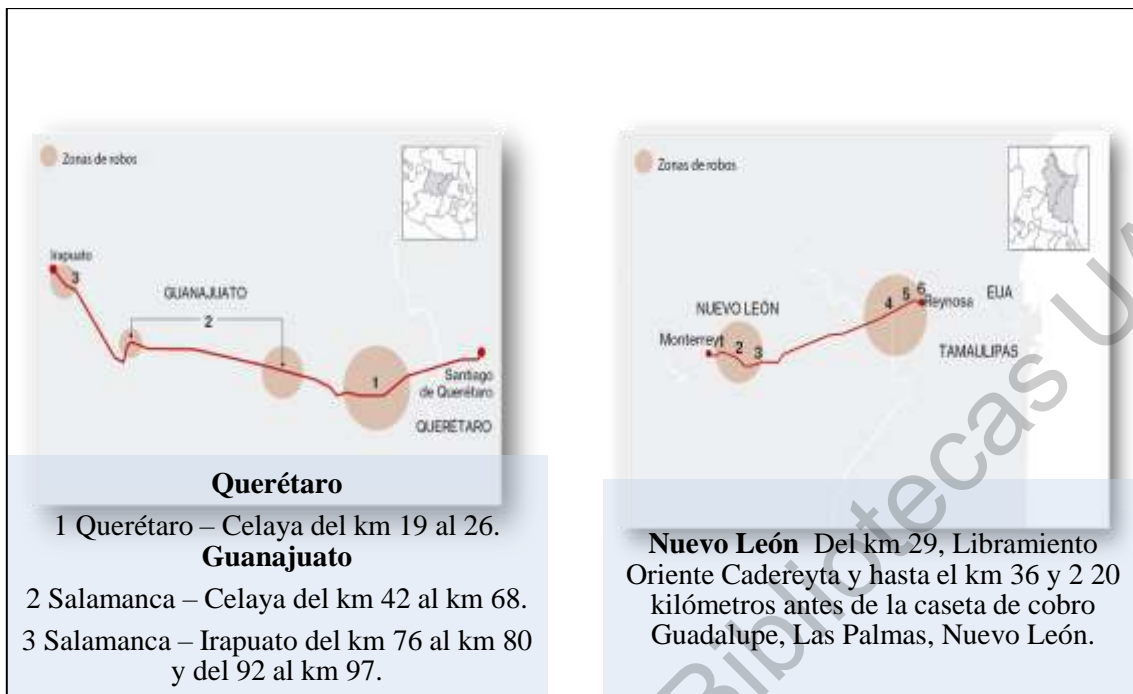 Zonas de robos
Irapuato
3
GUANAJUATO
2
1
Santiago
de Querétaro
QUERÉTARO
Querétaro
1 Querétaro – Celaya del km 19 al 26.
Guanajuato
2 Salamanca – Celaya del km 42 al km 68.
3 Salamanca – Irapuato del km 76 al km 80
y del 92 al km 97.
Zonas de robos
NUEVO LEÓN
Monterrey1 2 3
4 5 6
Reynosa
EUA
TAMAULIPAS
Nuevo León Del km 29, Libramiento
Oriente Cadereyta y hasta el km 36 y 2 20
kilómetros antes de la caseta de cobro
Guadalupe, Las Palmas, Nuevo León.
Bibliotecas UA